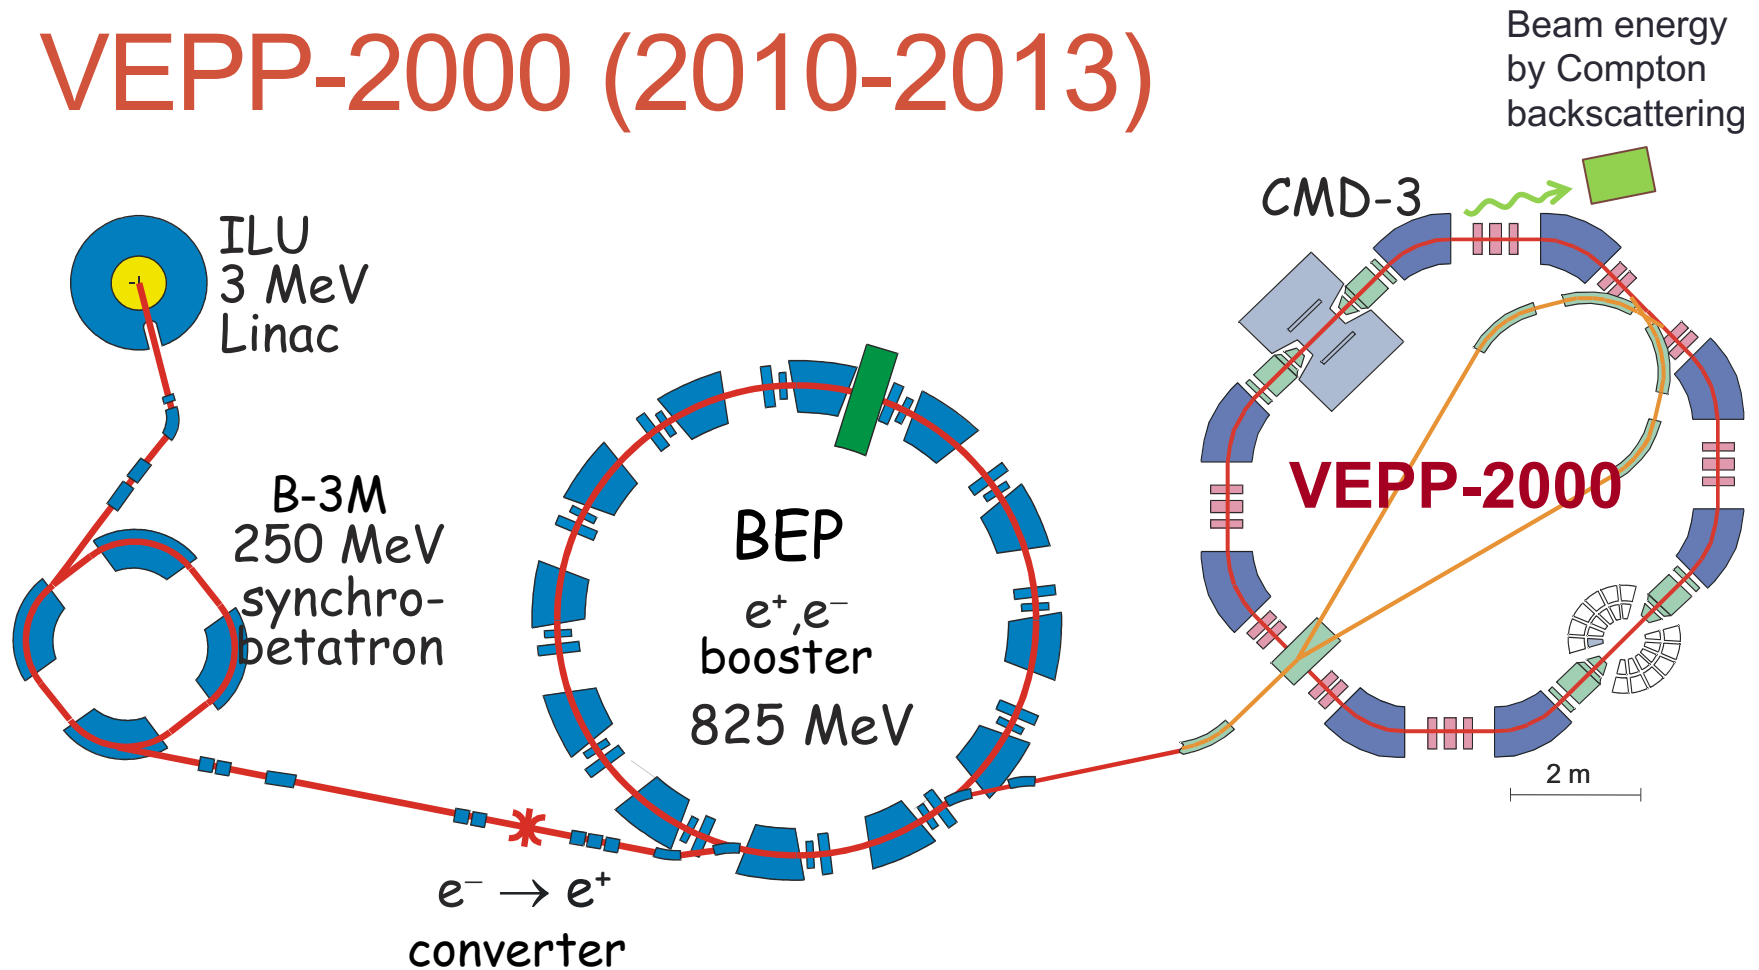 VEPP-2000 (2010-2013)
Beam energy
by Compton
backscattering
CMD-3
ILU
3 MeV
Linac
B-3M
250 MeV
synchro-
betatron
BEP
e⁺,e⁻
booster
825 MeV
VEPP-2000
2 m
e⁻ → e⁺
converter